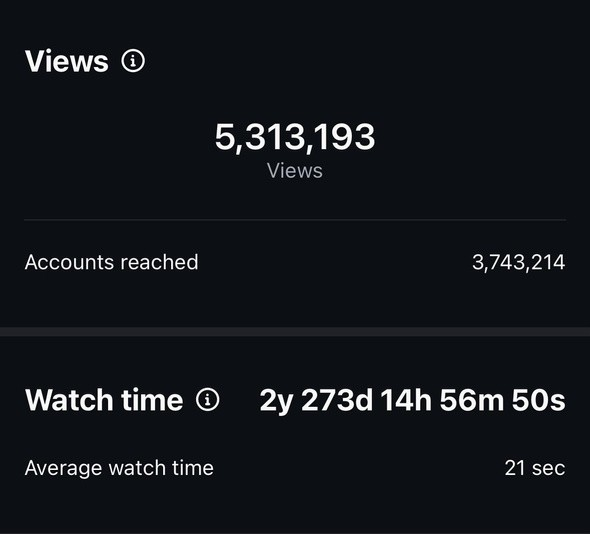 Views
5,313,193
Views
Accounts reached 3,743,214
Watch time 2y 273d 14h 56m 50s
Average watch time 21 sec